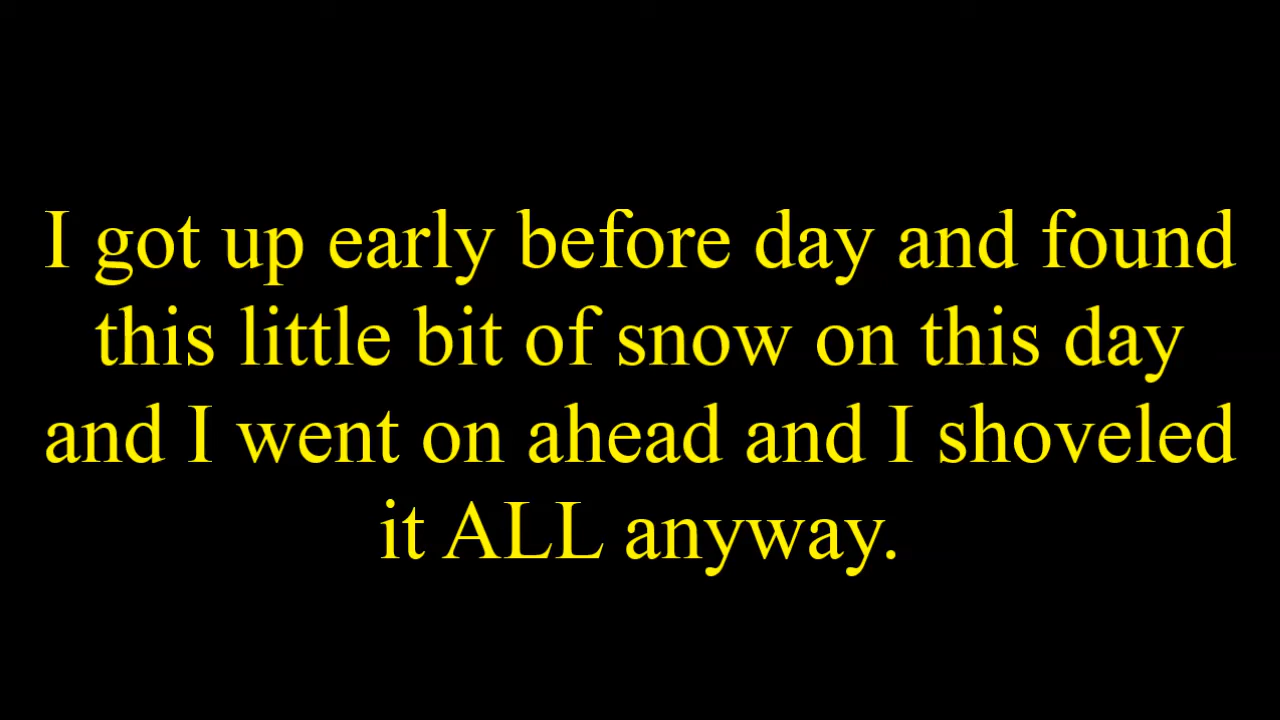 I got up early before day and found
this little bit of snow on this day
and I went on ahead and I shoveled
it ALL anyway.